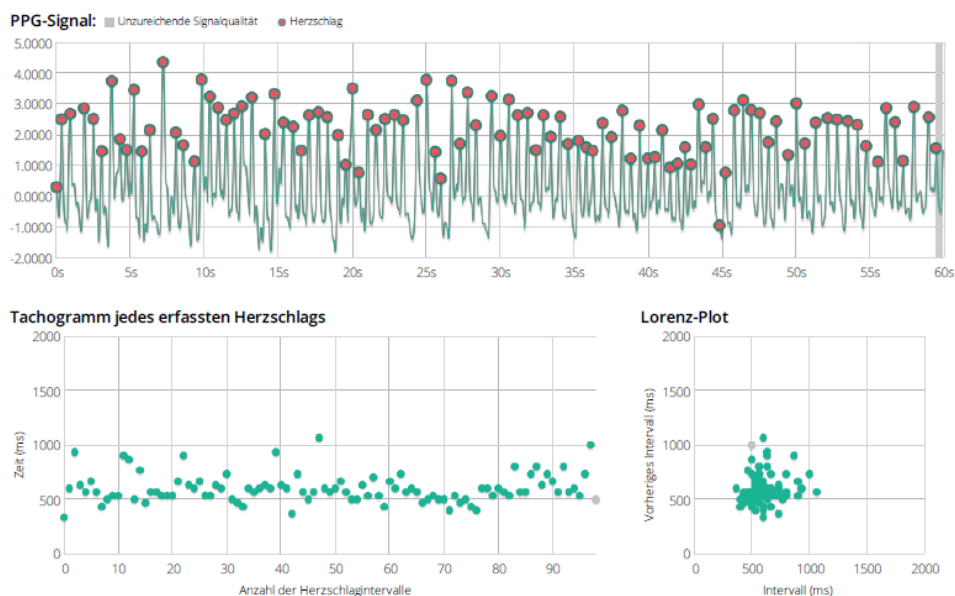 PPG-Signal: Unzureichende Signalqualität Herzschlag
5.0000
4.0000
3.0000
2.0000
1.0000
0.0000
-1.0000
-2.0000
0s 5s 10s 15s 20s 25s 30s 35s 40s 45s 50s 55s 60s
Tachogramm jedes erfassten Herzschlags
2000
1500
1000
500
0
Zeit (ms)
0 10 20 30 40 50 60 70 80 90
Anzahl der Herzschlagintervalle
Lorenz-Plot
2000
1500
1000
500
0
Vorheriges Intervall (ms)
0 500 1000 1500 2000
Intervall (ms)